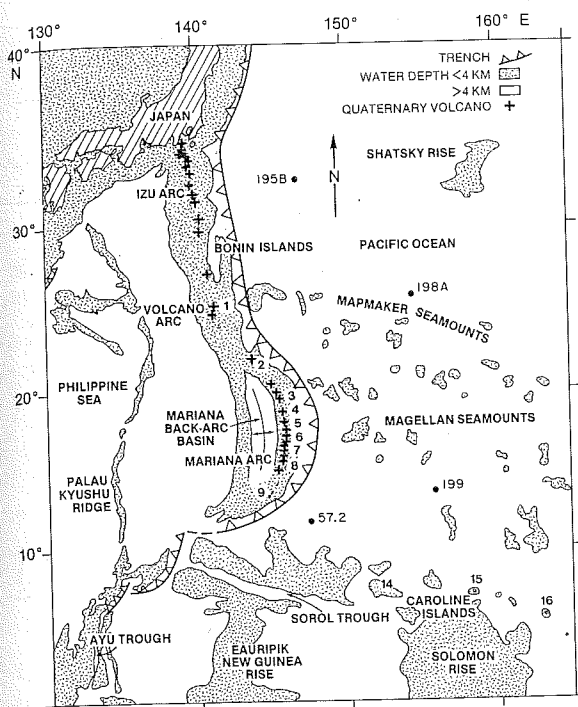 130°
140°
150°
160° E
40°
N
TRENCH
WATER DEPTH <4 KM
>4 KM
QUATERNARY VOLCANO
JAPAN
SHATSKY RISE
195B
N
IZU ARC
30°
BONIN ISLANDS
PACIFIC OCEAN
198A
MAPMAKER SEAMOUNTS
VOLCANO
ARC
1
2
PHILIPPINE
SEA
20°
3
4
MARIANA
BACK-ARC
BASIN
5
6
MAGELLAN SEAMOUNTS
7
MARIANA ARC
8
PALAU
KYUSHU
RIDGE
9
199
57.2
10°
14
15
16
CAROLINE
ISLANDS
SOROL TROUGH
AYU TROUGH
EAURIPIK
NEW GUINEA
RISE
SOLOMON
RISE